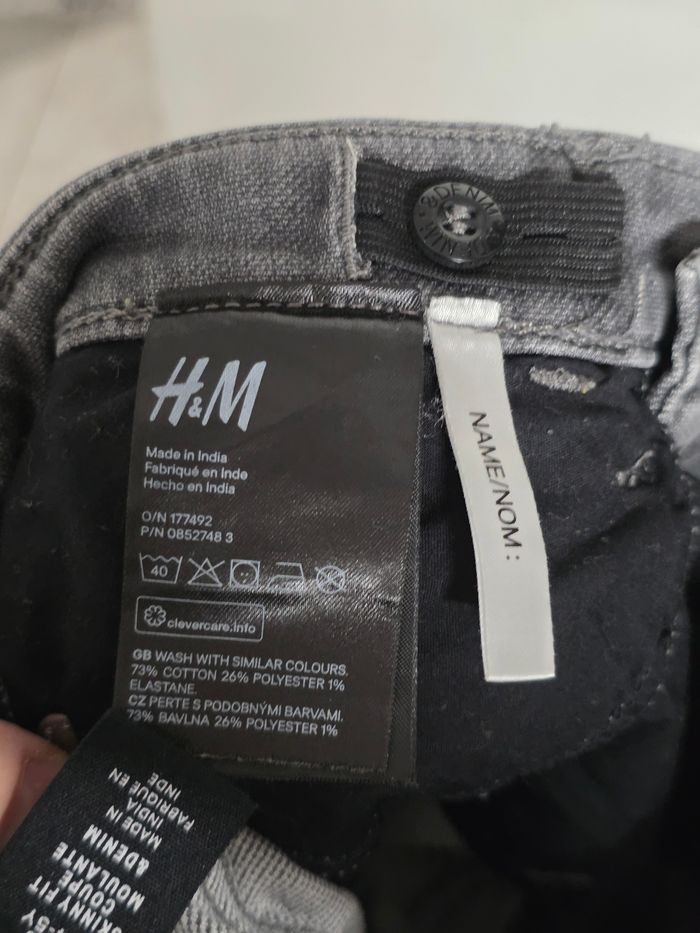 &DENIM
H&M
Made in India
Fabriqué en Inde
Hecho en India
O/N 177492
P/N 0852748 3
40
clevercare.info
GB WASH WITH SIMILAR COLOURS.
73% COTTON 26% POLYESTER 1%
ELASTANE.
CZ PERTE S PODOBNÝMI BARVAMI.
73% BAVLNA 26% POLYESTER 1%
NAME/NOM :
FABRIQUÉ EN
INDE
MADE IN
INDIA
&DENIM
SKINNY FIT
COUPE
MOULANTE